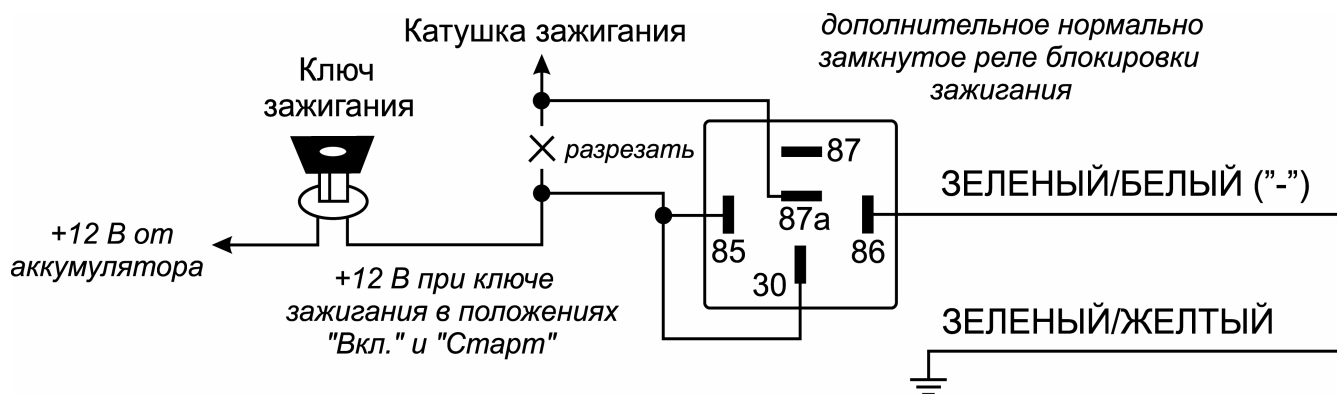 Катушка зажигания
дополнительное нормально
замкнутое реле блокировки
зажигания
Ключ
зажигания
разрезать
87
87a
85
86
30
ЗЕЛЕНЫЙ/БЕЛЫЙ ("-")
+12 В от
аккумулятора
+12 В при ключе
зажигания в положениях
"Вкл." и "Старт"
ЗЕЛЕНЫЙ/ЖЕЛТЫЙ